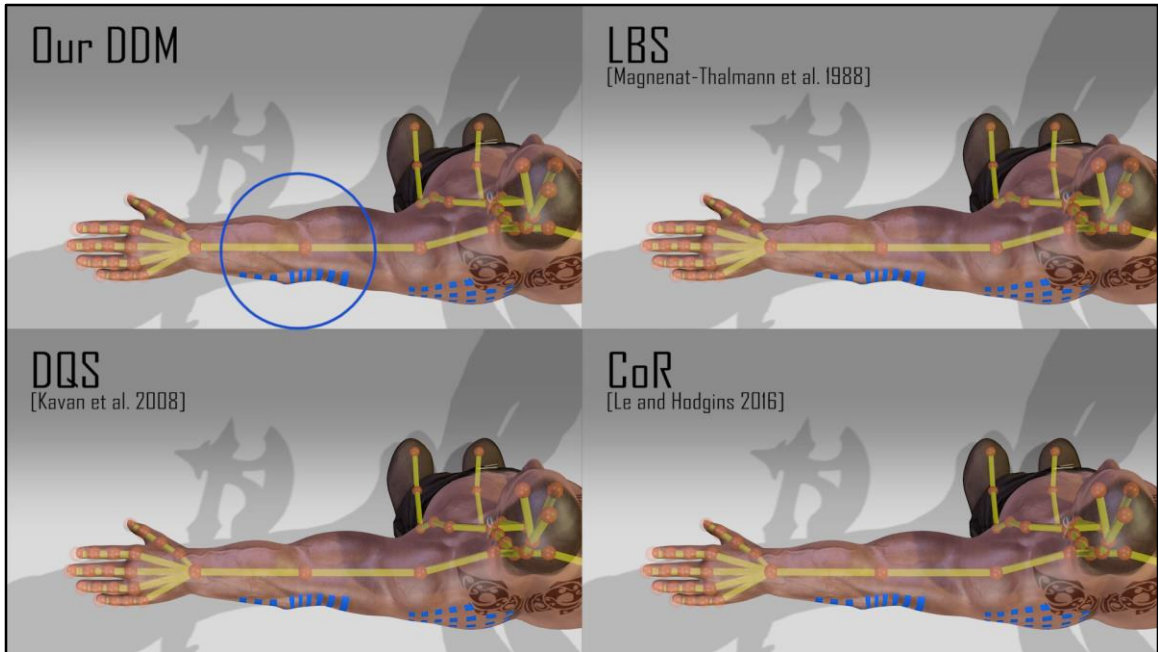 Our DDM
LBS
[Magnenat-Thalmann et al. 1988]
DQS
[Kavan et al. 2008]
CoR
[Le and Hodgins 2016]